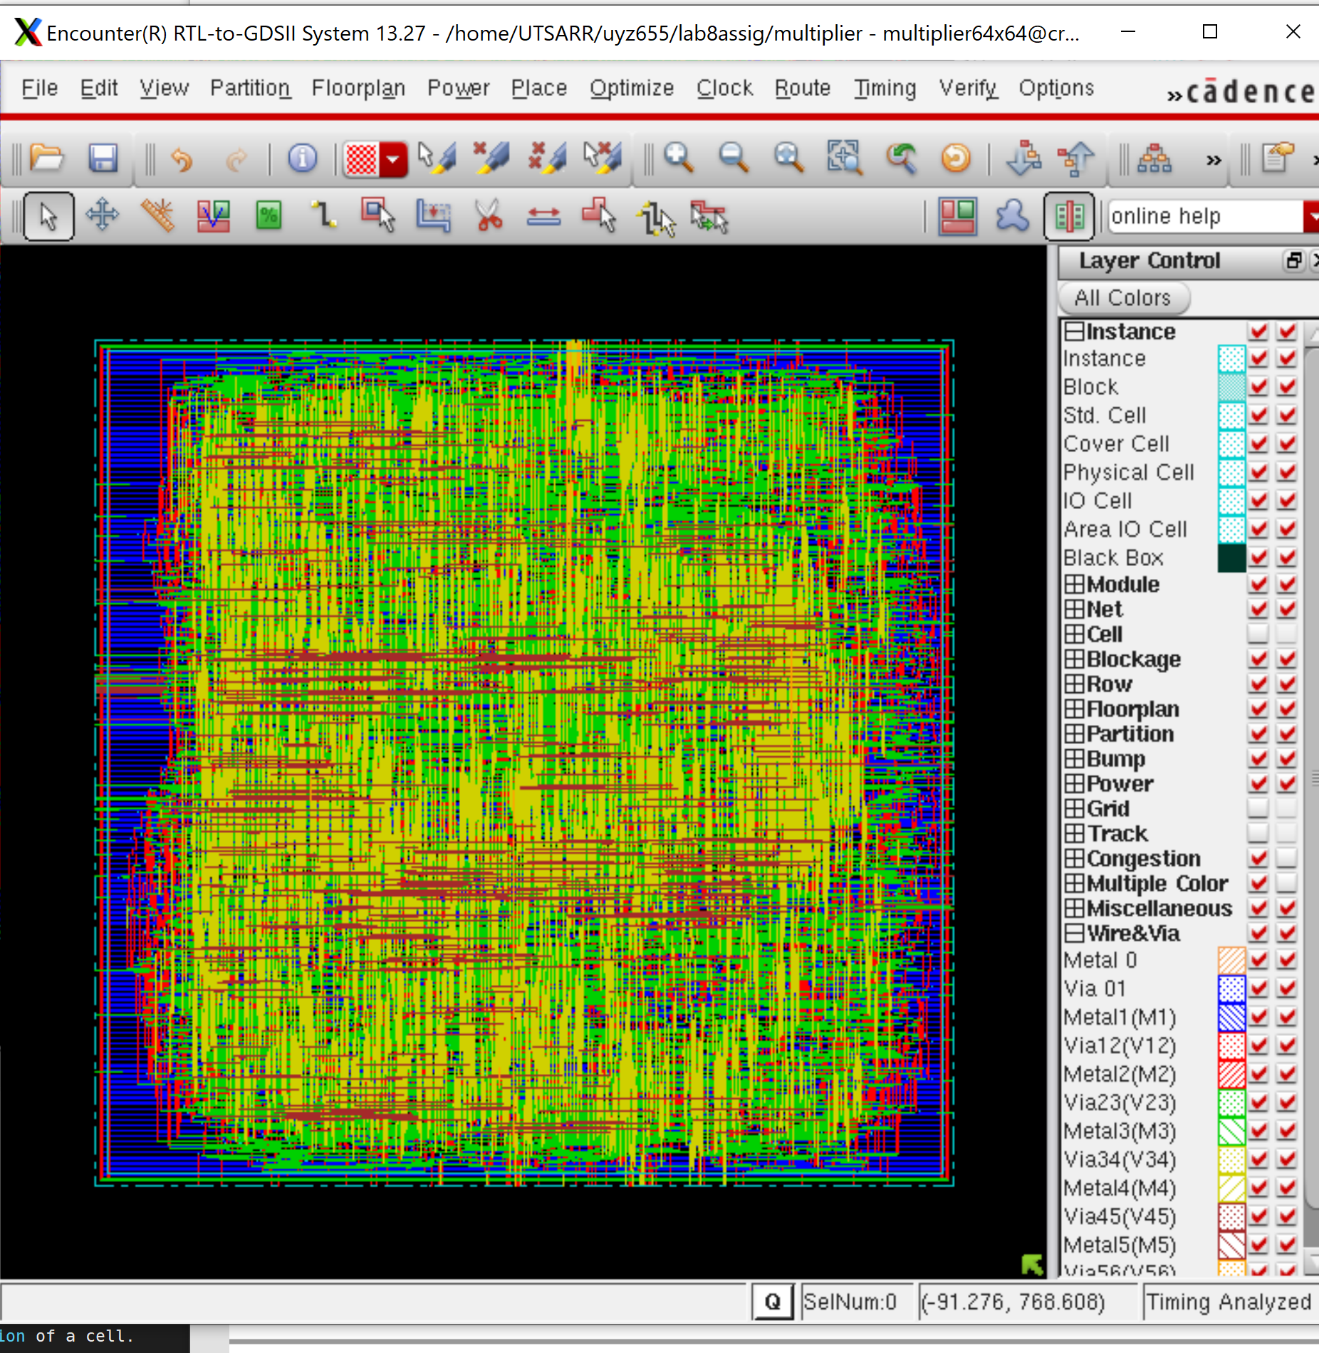 Encounter(R) RTL-to-GDSII System 13.27 - /home/UTSARR/uyz655/lab8assig/multiplier - multiplier64x64@cr...
File Edit View Partition Floorplan Power Place Optimize Clock Route Timing Verify Options » cādence
»
%
online help
Layer Control
All Colors
Instance
Instance
Block
Std. Cell
Cover Cell
Physical Cell
IO Cell
Area IO Cell
Black Box
Module
Net
Cell
Blockage
Row
Floorplan
Partition
Bump
Power
Grid
Track
Congestion
Multiple Color
Miscellaneous
Wire&Via
Metal 0
Via 01
Metal1(M1)
Via12(V12)
Metal2(M2)
Via23(V23)
Metal3(M3)
Via34(V34)
Metal4(M4)
Via45(V45)
Metal5(M5)
Via56(V56)
Q SelNum:0 (-91.276, 768.608) Timing Analyzed
ion of a cell.